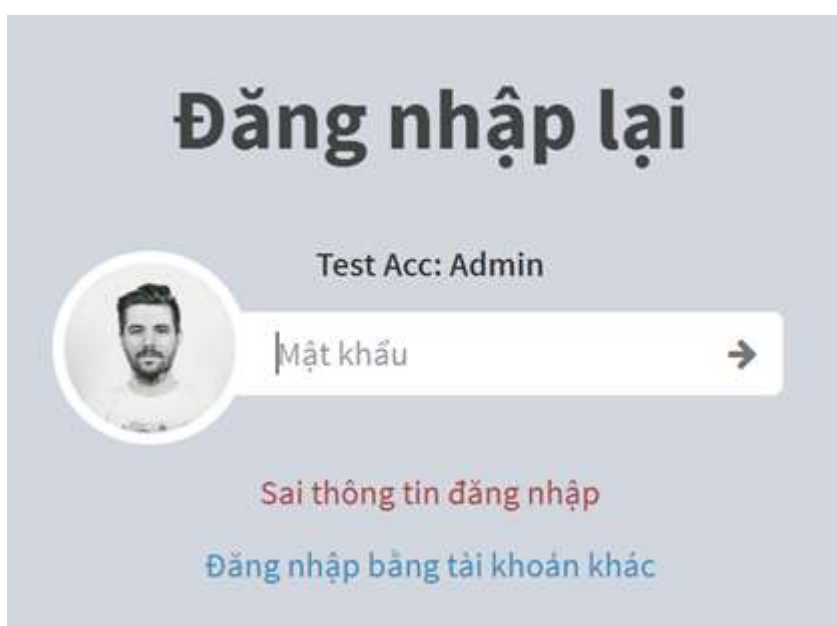 Đăng nhập lại
Test Acc: Admin
Mật khẩu
Sai thông tin đăng nhập
Đăng nhập bằng tài khoản khác